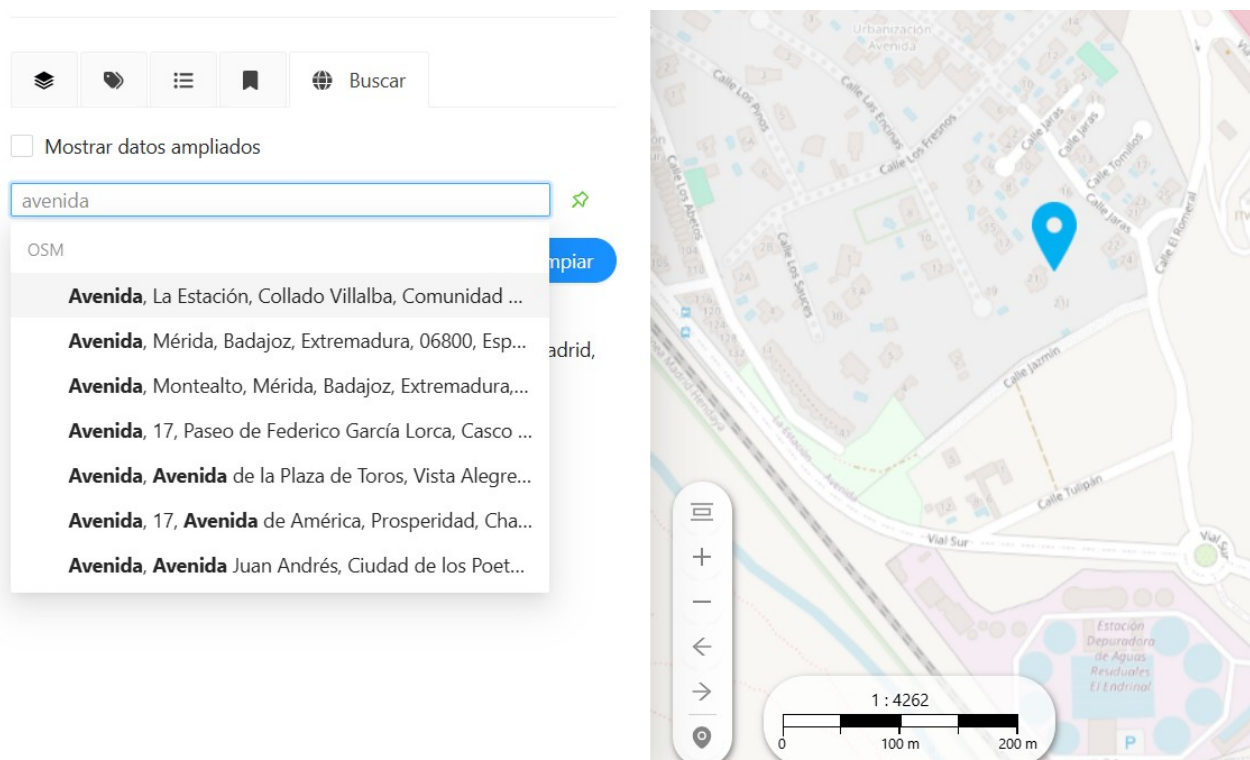 Buscar
Mostrar datos ampliados
avenida
OSM
mpiar
Avenida, La Estación, Collado Villalba, Comunidad ...
Avenida, Mérida, Badajoz, Extremadura, 06800, Esp...
adrid,
Avenida, Montealto, Mérida, Badajoz, Extremadura,...
Avenida, 17, Paseo de Federico García Lorca, Casco ...
Avenida, Avenida de la Plaza de Toros, Vista Alegre...
Avenida, 17, Avenida de América, Prosperidad, Cha...
Avenida, Avenida Juan Andrés, Ciudad de los Poet...
Urbanización
Avenida
Calle Los Pinos
Calle Las Encinas
Calle Los Fresnos
Calle Jaras
Calle Jaras
Calle Tomillos
Calle Jaras
Calle El Romeral
Calle Los Abetos
Calle Los Sauces
Calle Jazmín
La Estación
Avenida
Calle Tulipán
Vial Sur
Vial Sur
Estación
Depuradora
de Aguas
Residuales
El Endrinal
P
1 : 4262
0
100 m
200 m